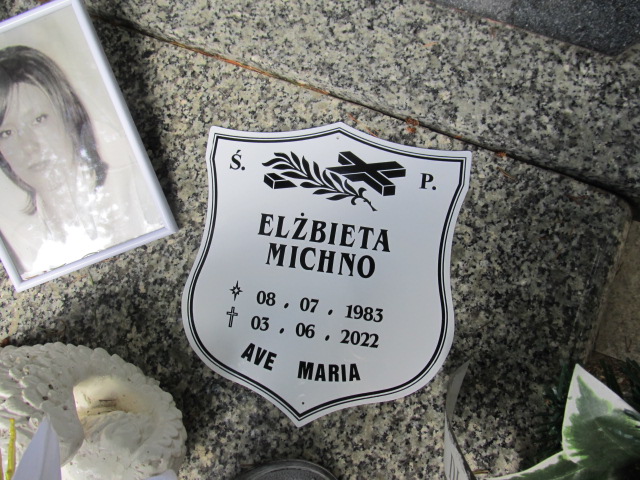 Ś. P.
ELŻBIETA
MICHNO
08 . 07 . 1983
03 . 06 . 2022
AVE MARIA